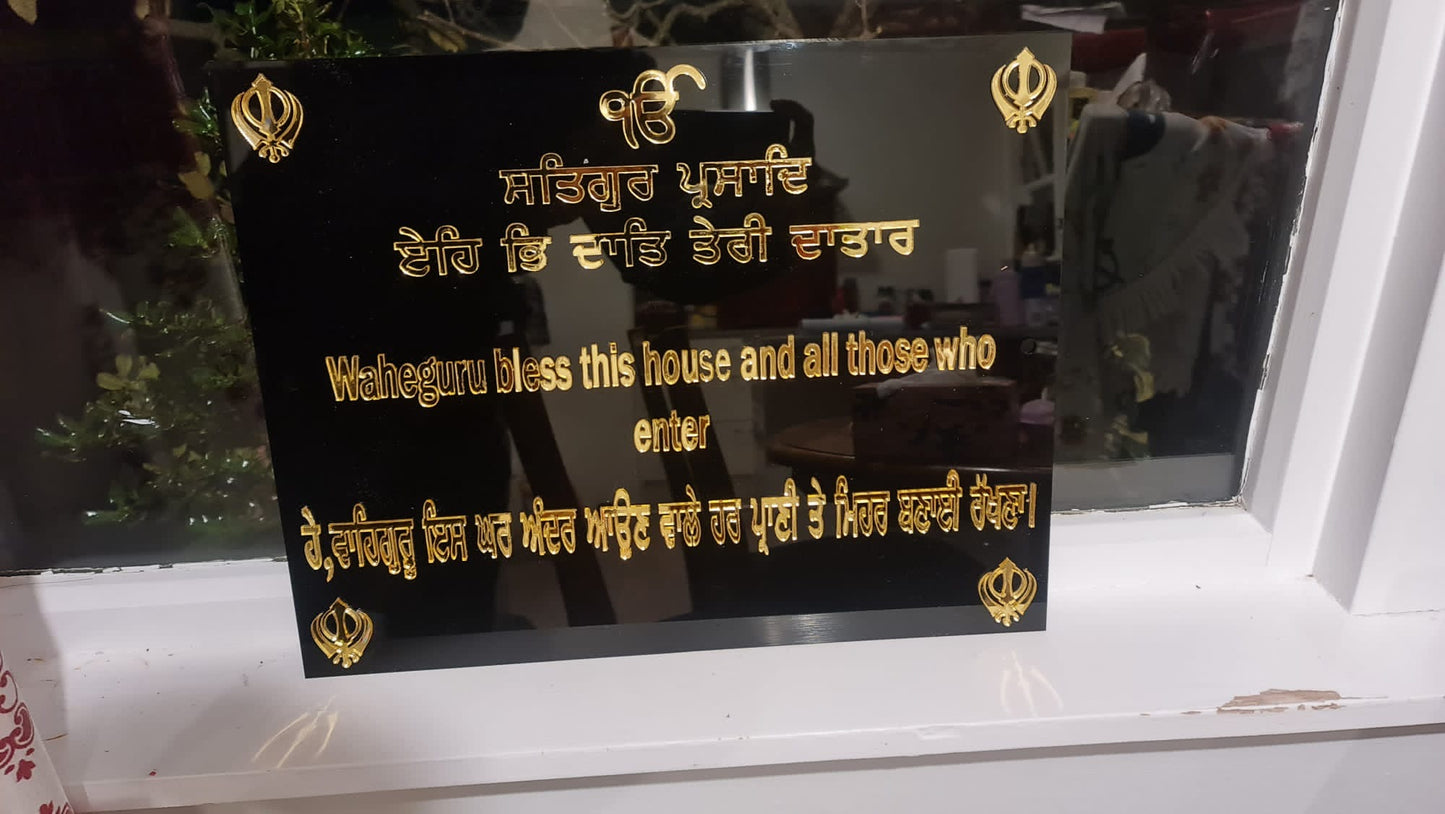 ੴ
ਸਤਿਗੁਰ ਪ੍ਰਸਾਦਿ
ਏਹਿ ਭਿ ਦਾਤਿ ਤੇਰੀ ਦਾਤਾਰ
Waheguru bless this house and all those who
enter
ਹੇ,ਵਾਹਿਗੁਰੂ ਇਸ ਘਰ ਅੰਦਰ ਆਉਣ ਵਾਲੇ ਹਰ ਪ੍ਰਾਣੀ ਤੇ ਮਿਹਰ ਬਣਾਈ ਰੱਖਣਾ।